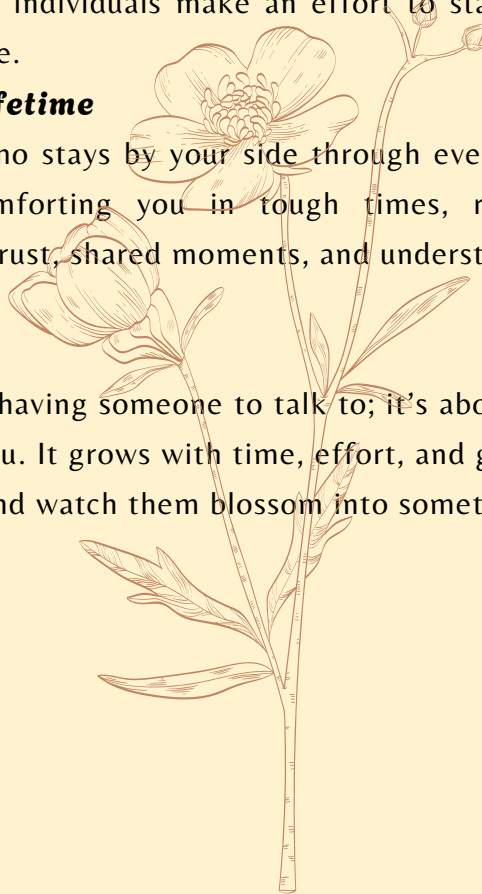 individuals make an effort to sta
e.
fetime
ho stays by your side through eve
mforting you in tough times, r
rust, shared moments, and underst
having someone to talk to; it's abo
u. It grows with time, effort, and g
nd watch them blossom into somet